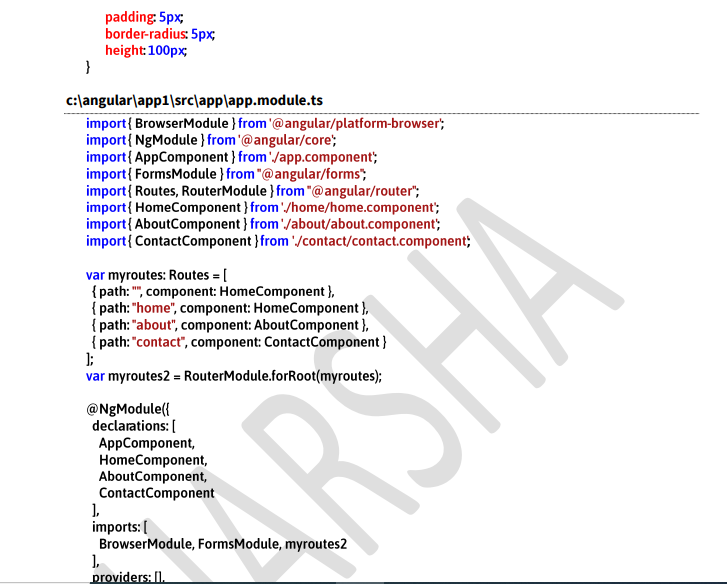 padding: 5px;
border-radius: 5px;
height: 100px;
}
c:\angular\app1\src\app\app.module.ts
import { BrowserModule } from '@angular/platform-browser';
import { NgModule } from '@angular/core';
import { AppComponent } from './app.component';
import { FormsModule } from "@angular/forms";
import { Routes, RouterModule } from "@angular/router";
import { HomeComponent } from './home/home.component';
import { AboutComponent } from './about/about.component';
import { ContactComponent } from './contact/contact.component';
var myroutes: Routes = [
{ path: "", component: HomeComponent },
{ path: "home", component: HomeComponent },
{ path: "about", component: AboutComponent },
{ path: "contact", component: ContactComponent }
];
var myroutes2 = RouterModule.forRoot(myroutes);
@NgModule({
declarations: [
AppComponent,
HomeComponent,
AboutComponent,
ContactComponent
],
imports: [
BrowserModule, FormsModule, myroutes2
],
providers: [],